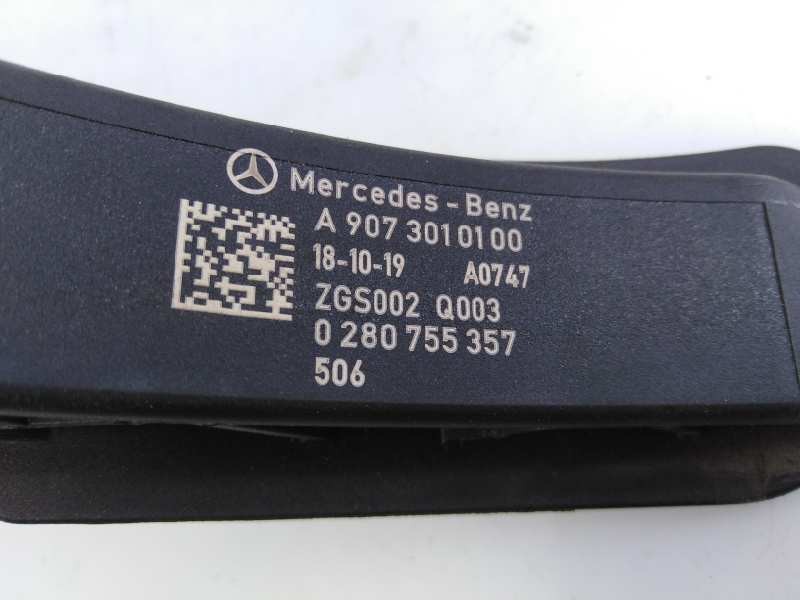 Mercedes-Benz
A 907 301 01 00
18-10-19 A0747
ZGS002 Q003
0 280 755 357
506